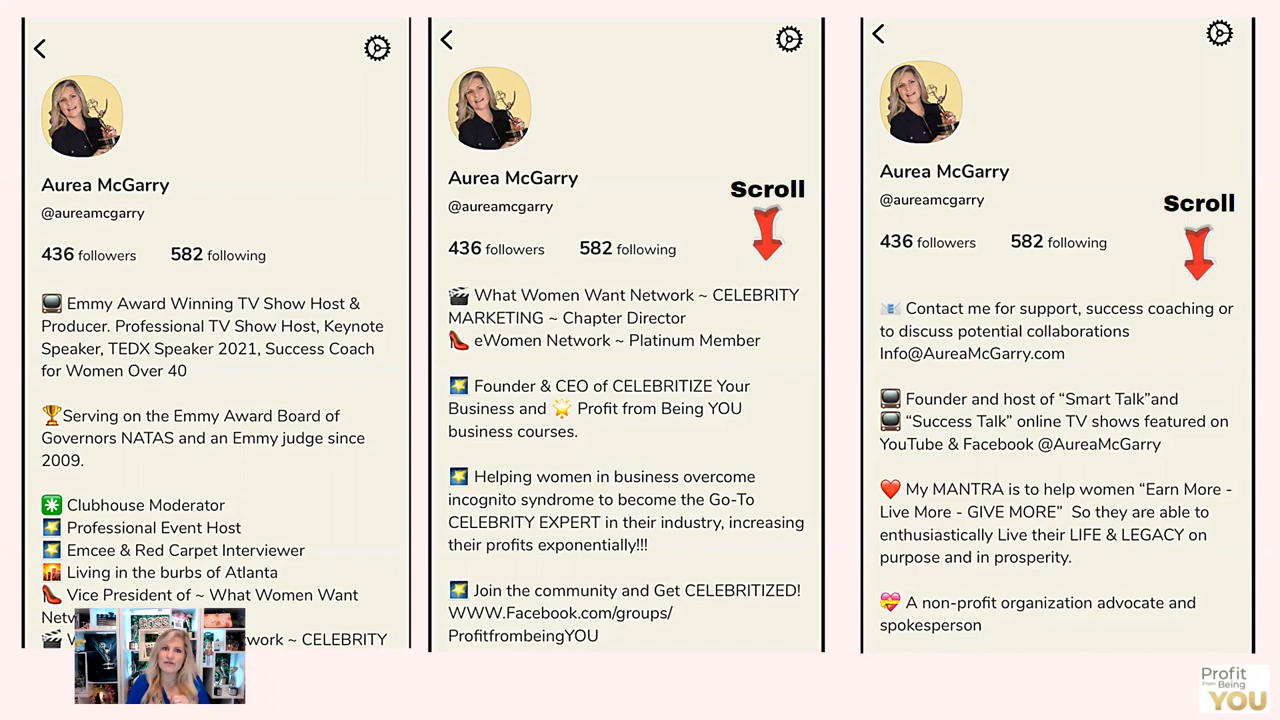 Aurea McGarry
@aureamcgarry
436 followers 582 following
Emmy Award Winning TV Show Host &
Producer. Professional TV Show Host, Keynote
Speaker, TEDX Speaker 2021, Success Coach
for Women Over 40
Serving on the Emmy Award Board of
Governors NATAS and an Emmy judge since
2009.
Clubhouse Moderator
Professional Event Host
Emcee & Red Carpet Interviewer
Living in the burbs of Atlanta
Vice President of ~ What Women Want
work ~ CELEBRITY
Aurea McGarry
@aureamcgarry
Scroll
436 followers 582 following
What Women Want Network ~ CELEBRITY
MARKETING ~ Chapter Director
eWomen Network ~ Platinum Member
Founder & CEO of CELEBRITIZE Your
Business and Profit from Being YOU
business courses.
Helping women in business overcome
incognito syndrome to become the Go-To
CELEBRITY EXPERT in their industry, increasing
their profits exponentially!!!
Join the community and Get CELEBRITIZED!
WWW.Facebook.com/groups/
ProfitfrombeingYOU
Aurea McGarry
@aureamcgarry
Scroll
436 followers 582 following
Contact me for support, success coaching or
to discuss potential collaborations
Info@AureaMcGarry.com
Founder and host of “Smart Talk”and
“Success Talk” online TV shows featured on
YouTube & Facebook @AureaMcGarry
My MANTRA is to help women “Earn More -
Live More - GIVE MORE” So they are able to
enthusiastically Live their LIFE & LEGACY on
purpose and in prosperity.
A non-profit organization advocate and
spokesperson
Profit
From Being
YOU